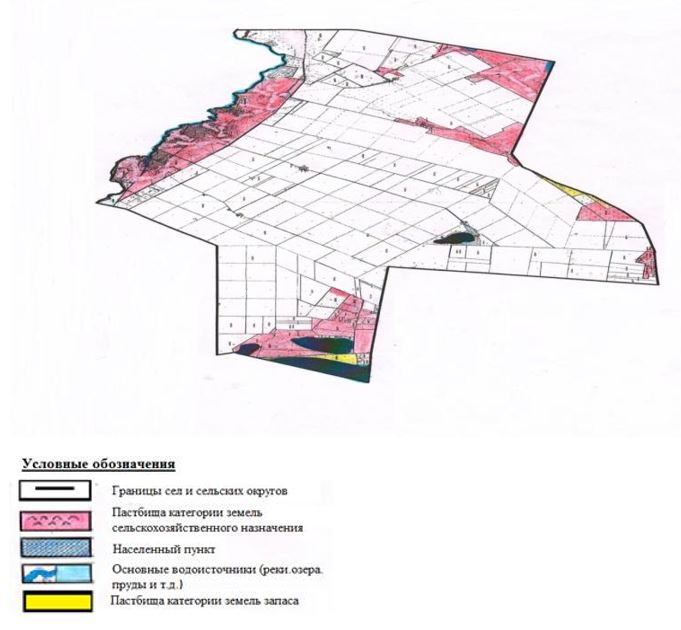 Условные обозначения
Границы сел и сельских округов
Пастбища категории земель
сельскохозяйственного назначения
Населенный пункт
Основные водоисточники (реки.озера.
пруды и т.д.)
Пастбища категории земель запаса